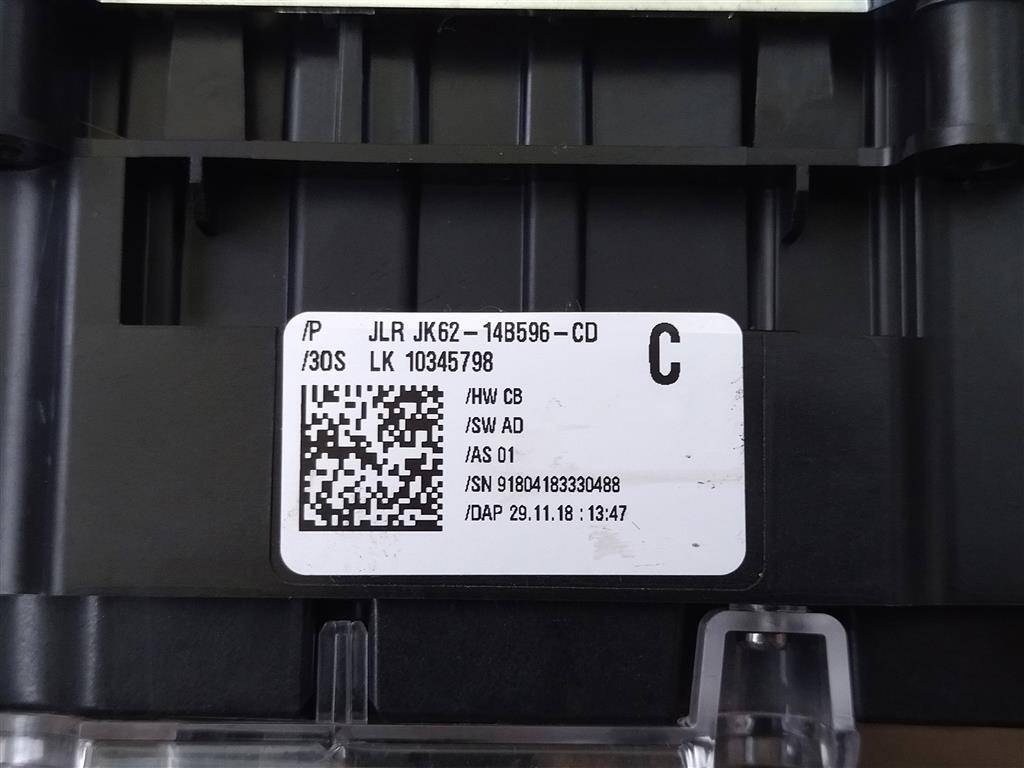 /P JLR JK62-14B596-CD
C
/3OS LK 10345798
/HW CB
/SW AD
/AS 01
/SN 91804183330488
/DAP 29.11.18 : 13:47